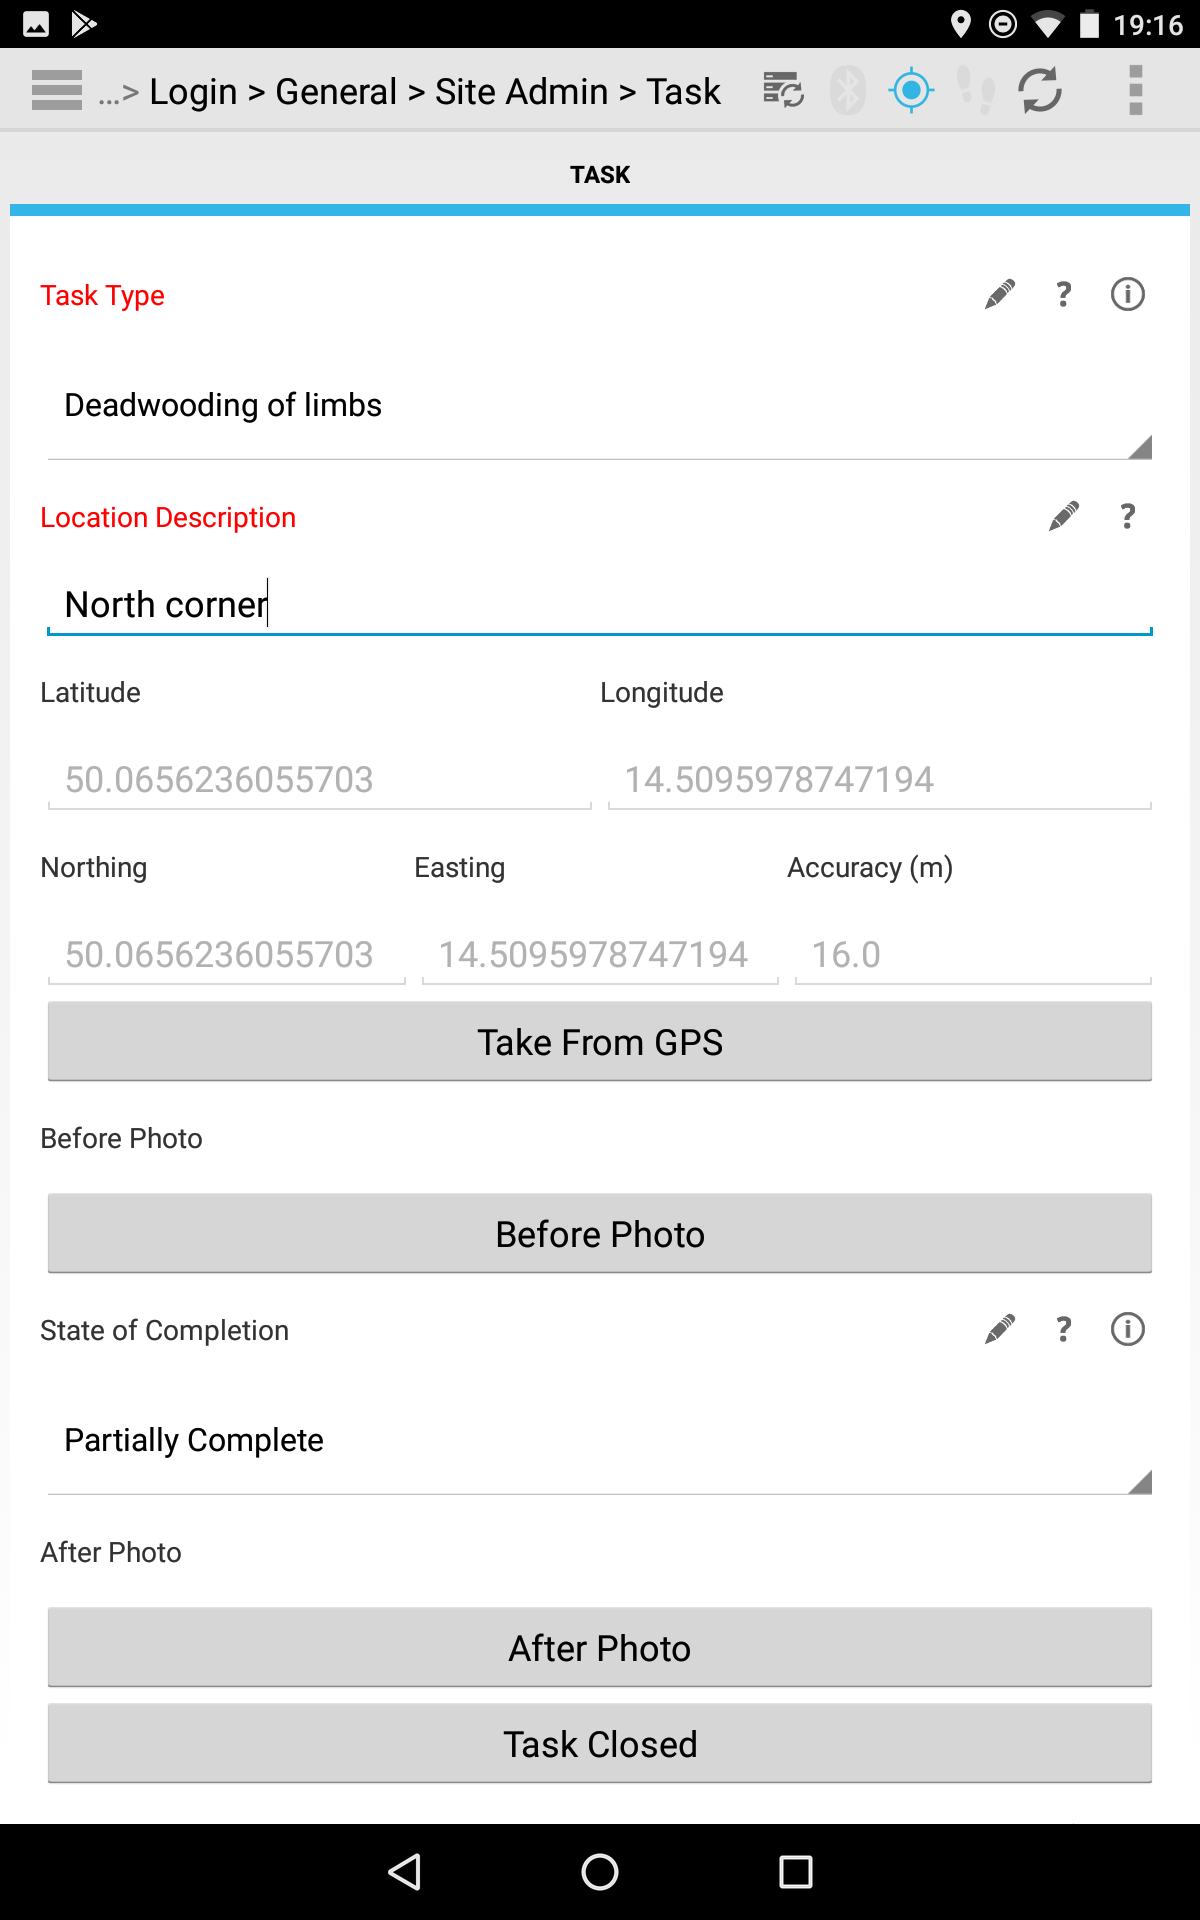 19:16
...> Login > General > Site Admin > Task
TASK
Task Type
?
Deadwooding of limbs
Location Description
?
North corner
Latitude Longitude
50.0656236055703 14.5095978747194
Northing Easting Accuracy (m)
50.0656236055703 14.5095978747194 16.0
Take From GPS
Before Photo
Before Photo
State of Completion
?
Partially Complete
After Photo
After Photo
Task Closed